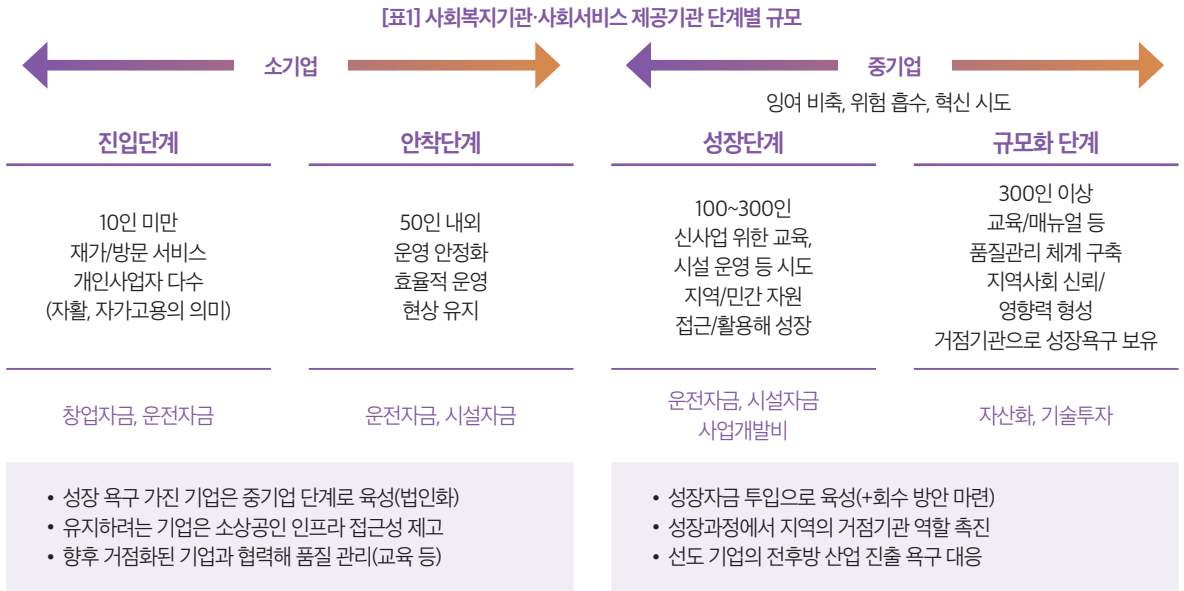 [표1] 사회복지기관·사회서비스 제공기관 단계별 규모
소기업
중기업
잉여 비축, 위험 흡수, 혁신 시도
진입단계
10인 미만
재가/방문 서비스
개인사업자 다수
(자활, 자가고용의 의미)
창업자금, 운전자금
안착단계
50인 내외
운영 안정화
효율적 운영
현상 유지
운전자금, 시설자금
성장단계
100~300인
신사업 위한 교육,
시설 운영 등 시도
지역/민간 자원
접근/활용해 성장
운전자금, 시설자금
사업개발비
규모화 단계
300인 이상
교육/매뉴얼 등
품질관리 체계 구축
지역사회 신뢰/
영향력 형성
거점기관으로 성장욕구 보유
자산화, 기술투자
• 성장 욕구 가진 기업은 중기업 단계로 육성(법인화)
• 유지하려는 기업은 소상공인 인프라 접근성 제고
• 향후 거점화된 기업과 협력해 품질 관리(교육 등)
• 성장자금 투입으로 육성(+회수 방안 마련)
• 성장과정에서 지역의 거점기관 역할 촉진
• 선도 기업의 전후방 산업 진출 욕구 대응